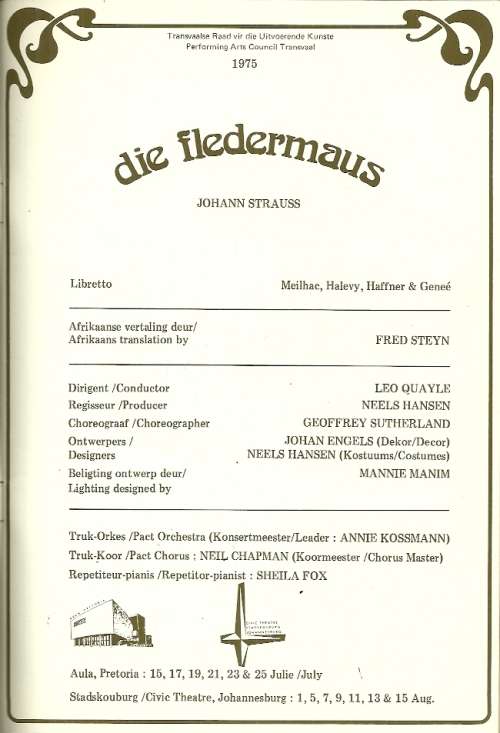 Transvaalse Raad vir die Uitvoerende Kunste
Performing Arts Council Transvaal
1975
die fledermaus
JOHANN STRAUSS
Libretto Meilhac, Halevy, Haffner & Geneé
Afrikaanse vertaling deur/
Afrikaans translation by FRED STEYN
Dirigent /Conductor LEO QUAYLE
Regisseur /Producer NEELS HANSEN
Choreograaf /Choreographer GEOFFREY SUTHERLAND
Ontwerpers / JOHAN ENGELS (Dekor/Decor)
Designers NEELS HANSEN (Kostuums/Costumes)
Beligting ontwerp deur/ MANNIE MANIM
Lighting designed by
Truk-Orkes /Pact Orchestra (Konsertmeester/Leader : ANNIE KOSSMANN)
Truk-Koor /Pact Chorus : NEIL CHAPMAN (Koormeester /Chorus Master)
Repetiteur-pianis /Repetitor-pianist : SHEILA FOX
CIVIC THEATRE
JOHANNESBURG
Aula, Pretoria : 15, 17, 19, 21, 23 & 25 Julie /July
Stadskouburg /Civic Theatre, Johannesburg : 1, 5, 7, 9, 11, 13 & 15 Aug.